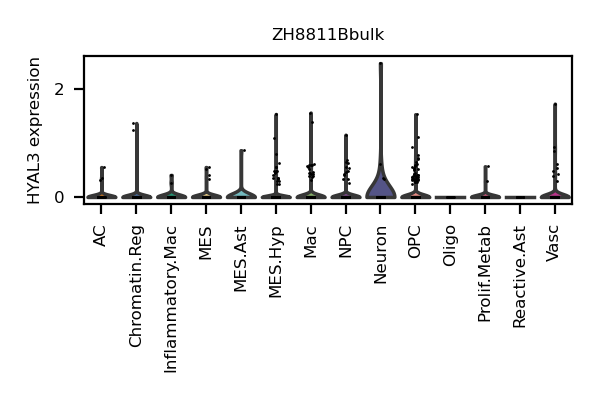 ZH8811Bbulk
HYAL3 expression
2
0
AC
Chromatin.Reg
Inflammatory.Mac
MES
MES.Ast
MES.Hyp
Mac
NPC
Neuron
OPC
Oligo
Prolif.Metab
Reactive.Ast
Vasc